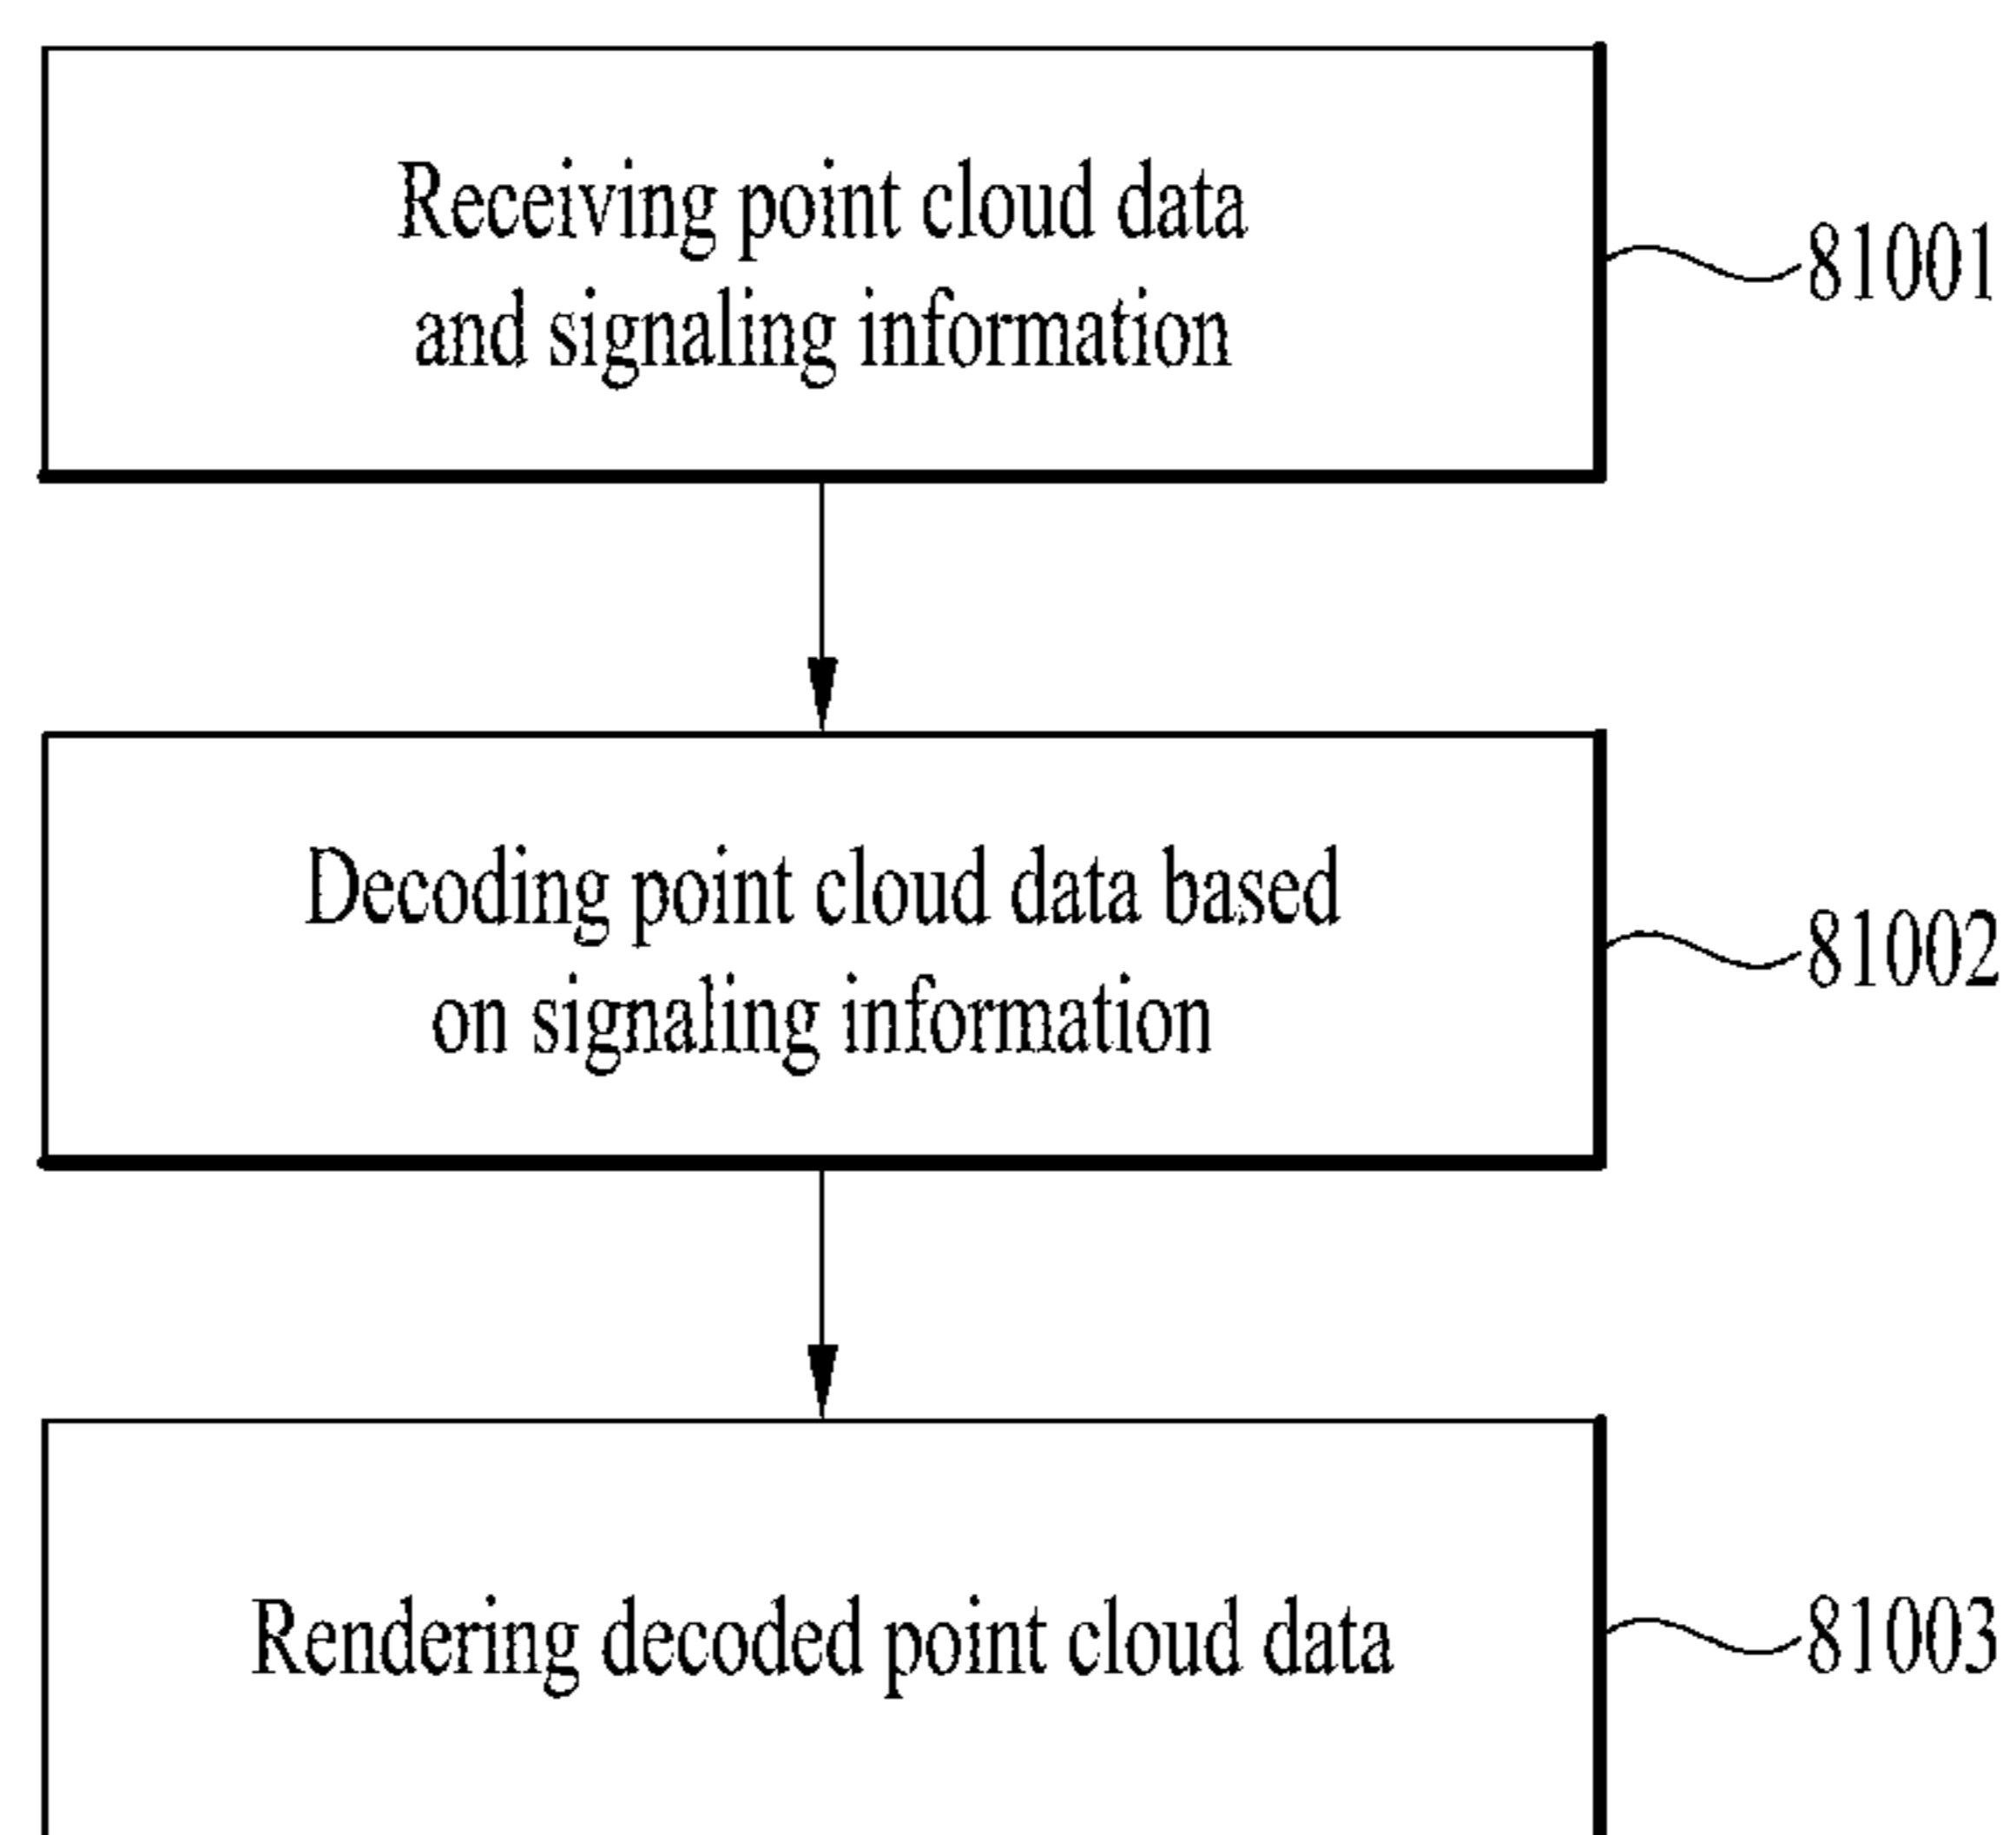 Receiving point cloud data
and signaling information
81001
Decoding point cloud data based
on signaling information
81002
Rendering decoded point cloud data
81003